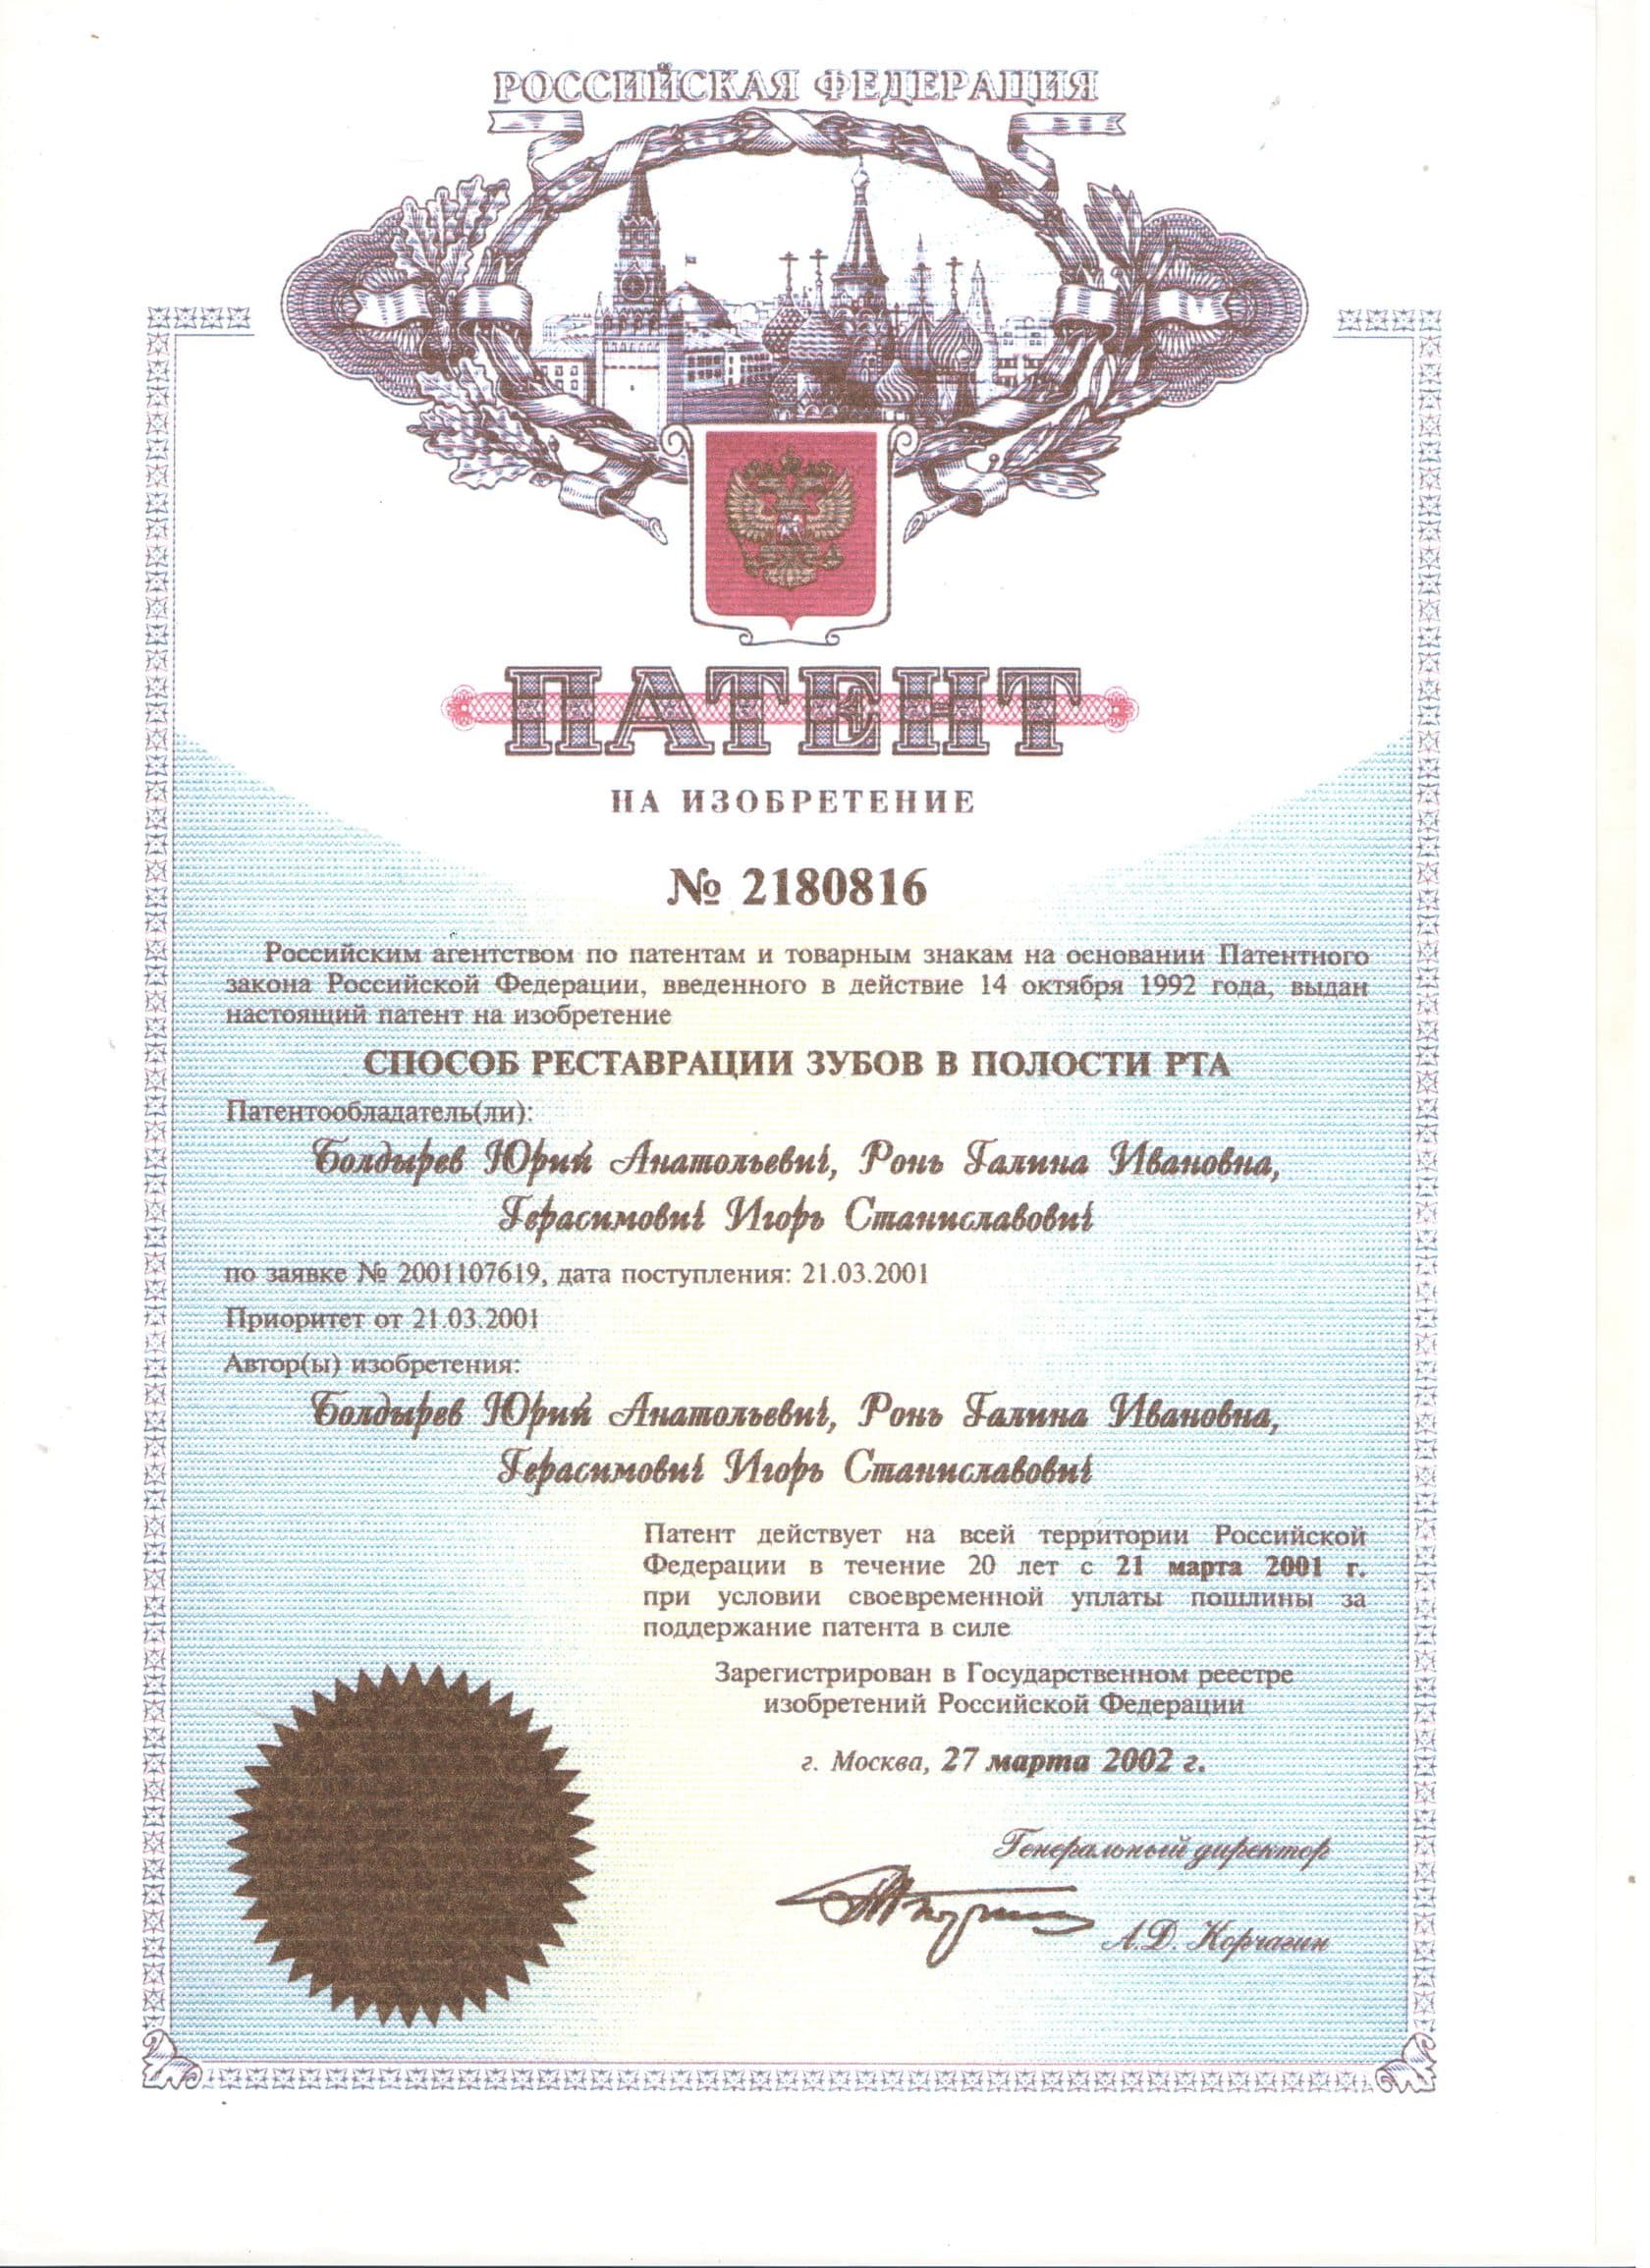 РОССИЙСКАЯ ФЕДЕРАЦИЯ
ПАТЕНТ
НА ИЗОБРЕТЕНИЕ
№ 2180816
Российским агентством по патентам и товарным знакам на основании Патентного
закона Российской Федерации, введенного в действие 14 октября 1992 года, выдан
настоящий патент на изобретение
СПОСОБ РЕСТАВРАЦИИ ЗУБОВ В ПОЛОСТИ РТА
Патентообладатель(ли):
Болдырев Юрий Анатольевич, Ронь Галина Ивановна,
Герасимович Игорь Станиславович
по заявке № 2001107619, дата поступления: 21.03.2001
Приоритет от 21.03.2001
Автор(ы) изобретения:
Болдырев Юрий Анатольевич, Ронь Галина Ивановна,
Герасимович Игорь Станиславович
Патент действует на всей территории Российской
Федерации в течение 20 лет с 21 марта 2001 г.
при условии своевременной уплаты пошлины за
поддержание патента в силе
Зарегистрирован в Государственном реестре
изобретений Российской Федерации
г. Москва, 27 марта 2002 г.
Генеральный директор
А.Д. Корчагин